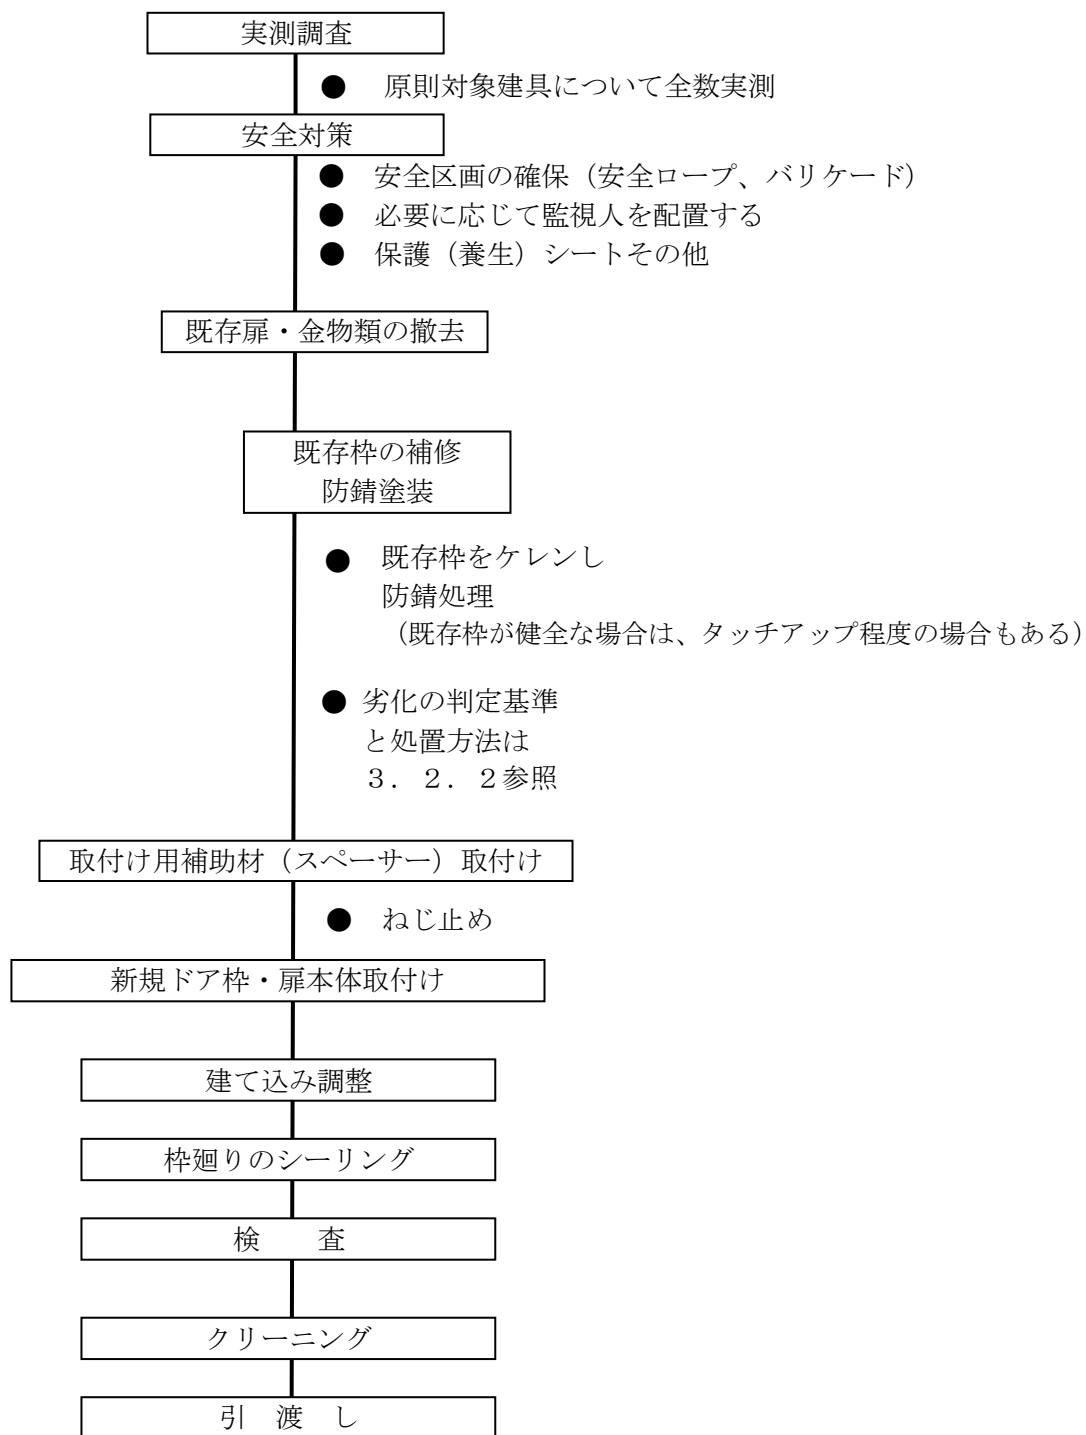 実測調査
● 原則対象建具について全数実測
安全対策
● 安全区画の確保（安全ロープ、バリケード）
● 必要に応じて監視人を配置する
● 保護（養生）シートその他
既存扉・金物類の撤去
既存枠の補修
防錆塗装
● 既存枠をケレンし
防錆処理
（既存枠が健全な場合は、タッチアップ程度の場合もある）
● 劣化の判定基準
と処置方法は
３．２．２参照
取付け用補助材（スペーサー）取付け
● ねじ止め
新規ドア枠・扉本体取付け
建て込み調整
枠廻りのシーリング
検　　査
クリーニング
引　渡　し